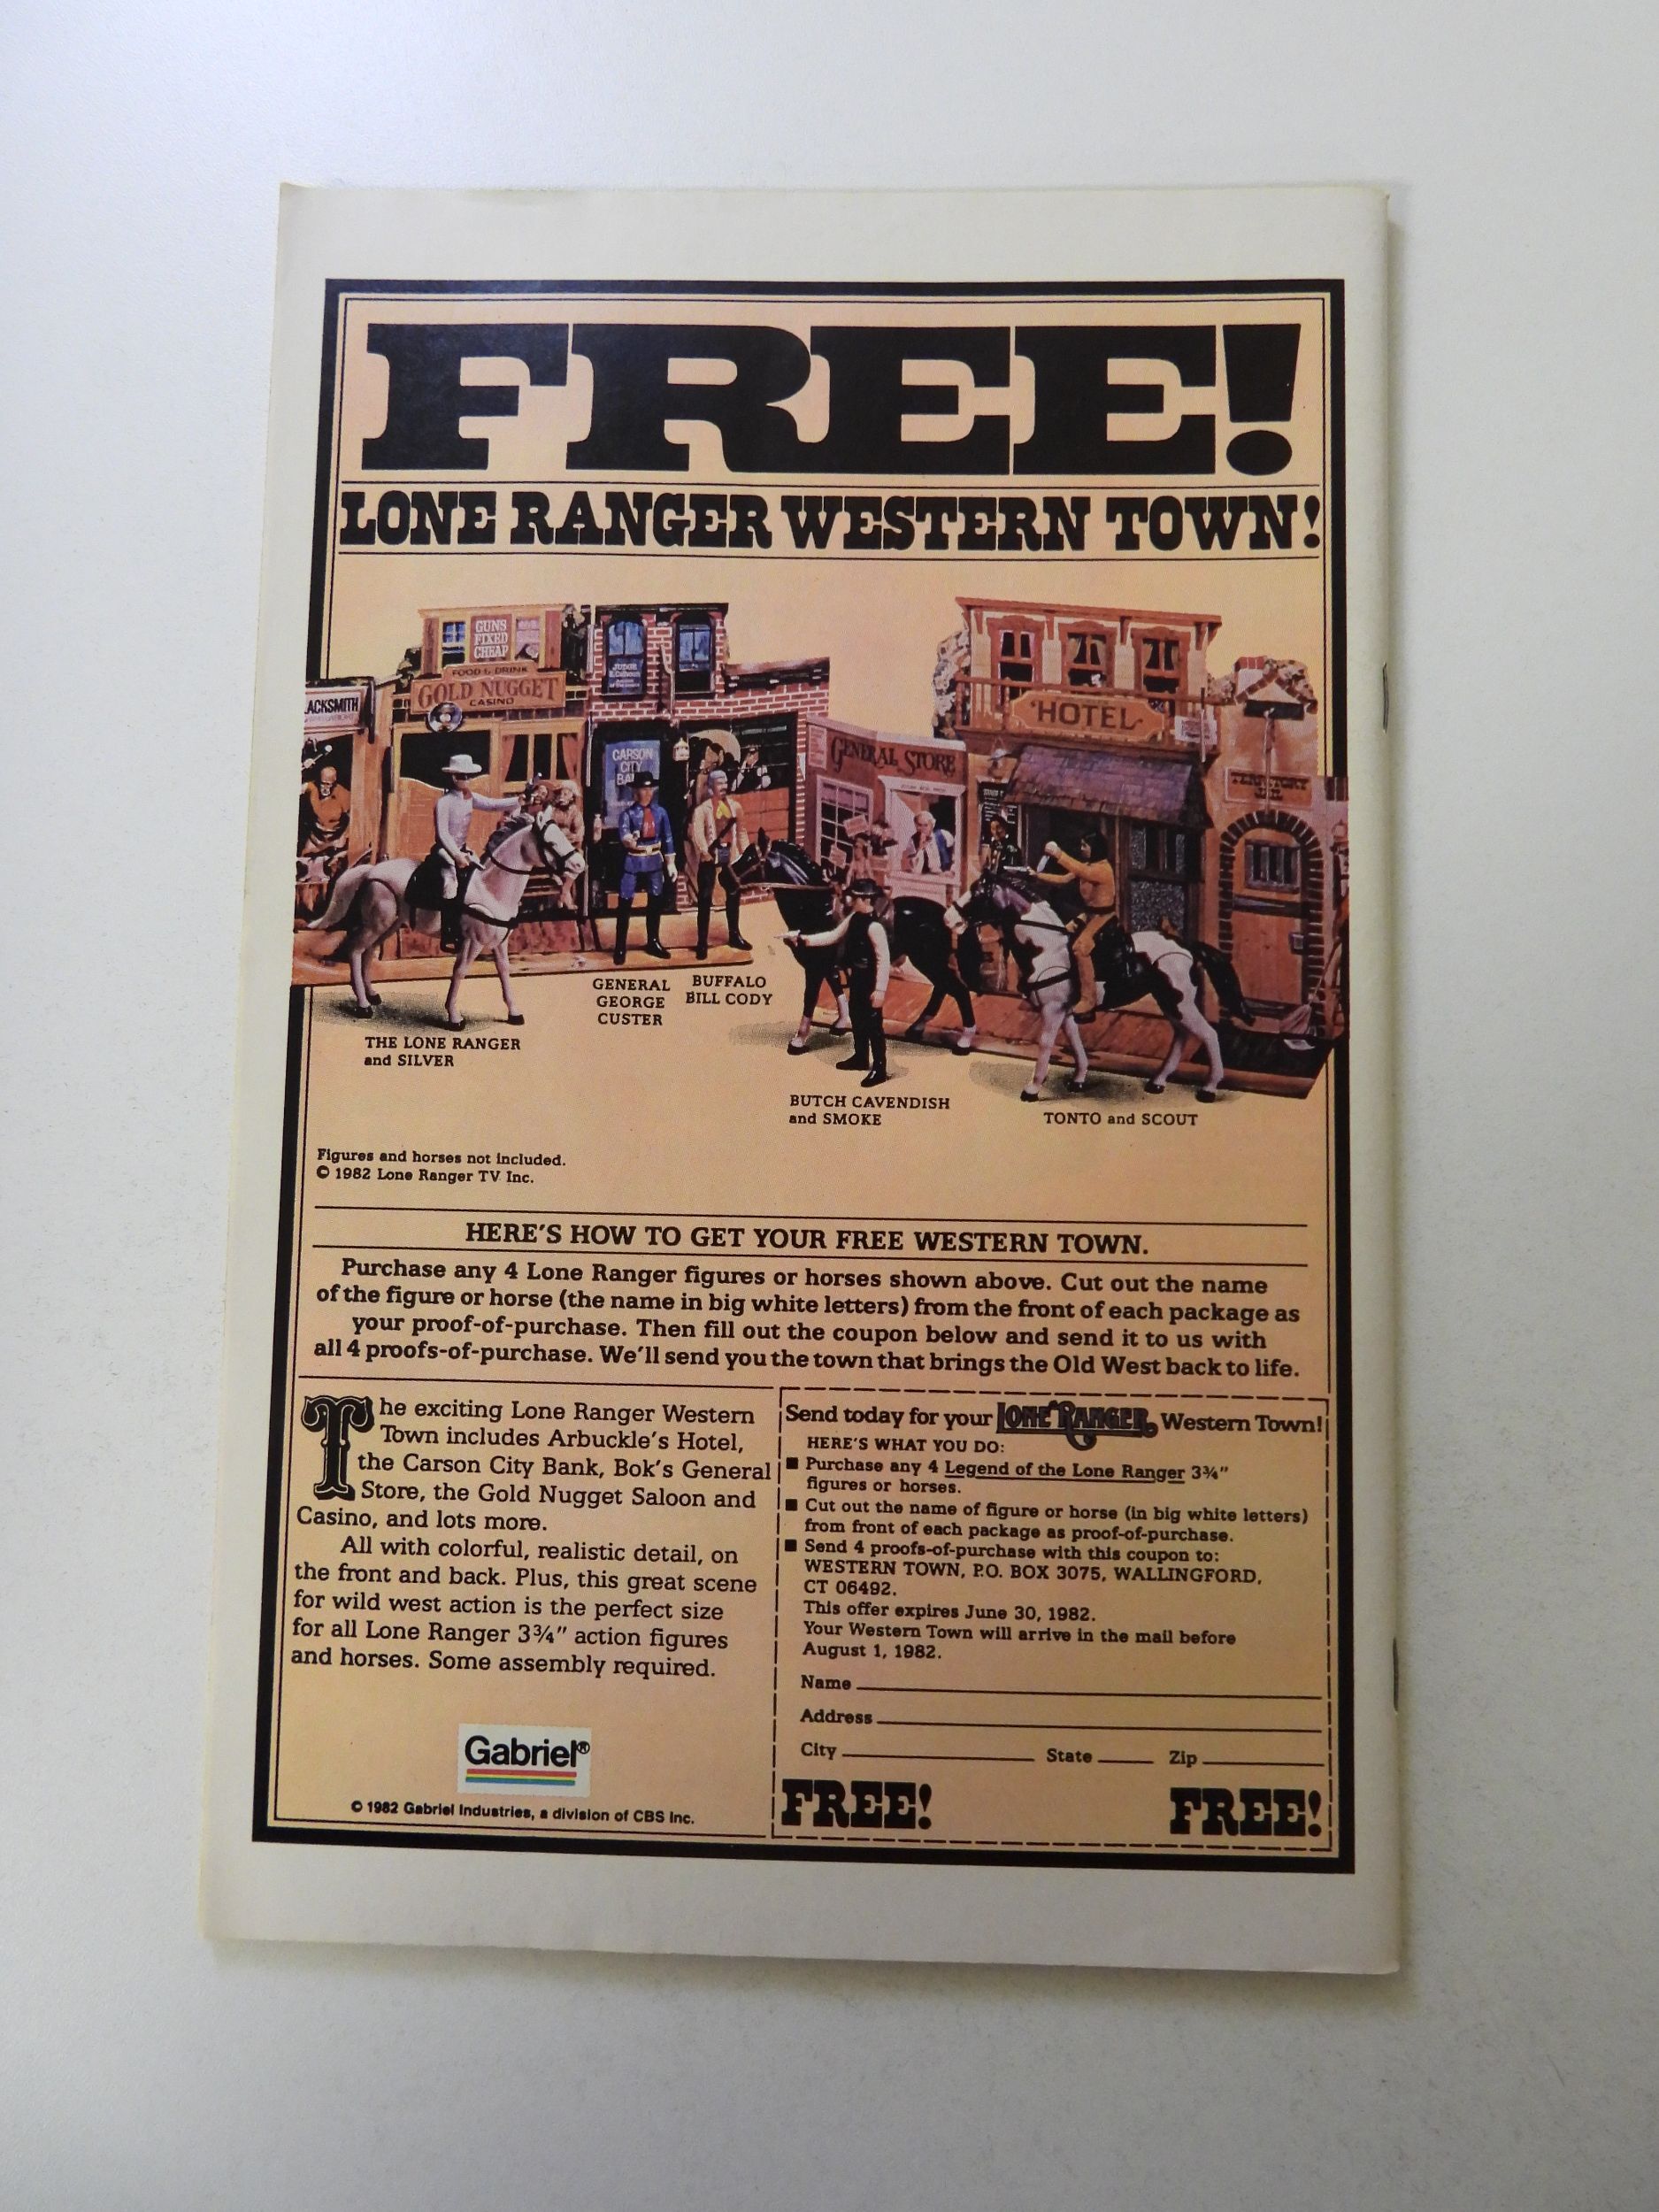 FREE!
LONE RANGER WESTERN TOWN!
GUNS
FIXED
CHEAP
FOOD & DRINK
GOLD NUGGET
CASINO
ACKSMITH
CARSON
CITY
GENERAL STORE
HOTEL
GENERAL
GEORGE
CUSTER
BUFFALO
BILL CODY
THE LONE RANGER
and SILVER
BUTCH CAVENDISH
and SMOKE
TONTO and SCOUT
Figures and horses not included.
© 1982 Lone Ranger TV Inc.
HERE'S HOW TO GET YOUR FREE WESTERN TOWN.
Purchase any 4 Lone Ranger figures or horses shown above. Cut out the name
of the figure or horse (the name in big white letters) from the front of each package as
your proof-of-purchase. Then fill out the coupon below and send it to us with
all 4 proofs-of-purchase. We'll send you the town that brings the Old West back to life.
The exciting Lone Ranger Western
Town includes Arbuckle's Hotel,
the Carson City Bank, Bok's General
Store, the Gold Nugget Saloon and
Casino, and lots more.
All with colorful, realistic detail, on
the front and back. Plus, this great scene
for wild west action is the perfect size
for all Lone Ranger 3¾" action figures
and horses. Some assembly required.
Gabriel®
© 1982 Gabriel Industries, a division of CBS Inc.
Send today for your LONE RANGER Western Town!
HERE'S WHAT YOU DO:
■ Purchase any 4 Legend of the Lone Ranger 3¾"
figures or horses.
■ Cut out the name of figure or horse (in big white letters)
from front of each package as proof-of-purchase.
■ Send 4 proofs-of-purchase with this coupon to:
WESTERN TOWN, P.O. BOX 3075, WALLINGFORD,
CT 06492.
This offer expires June 30, 1982.
Your Western Town will arrive in the mail before
August 1, 1982.
Name
Address
City State Zip
FREE! FREE!